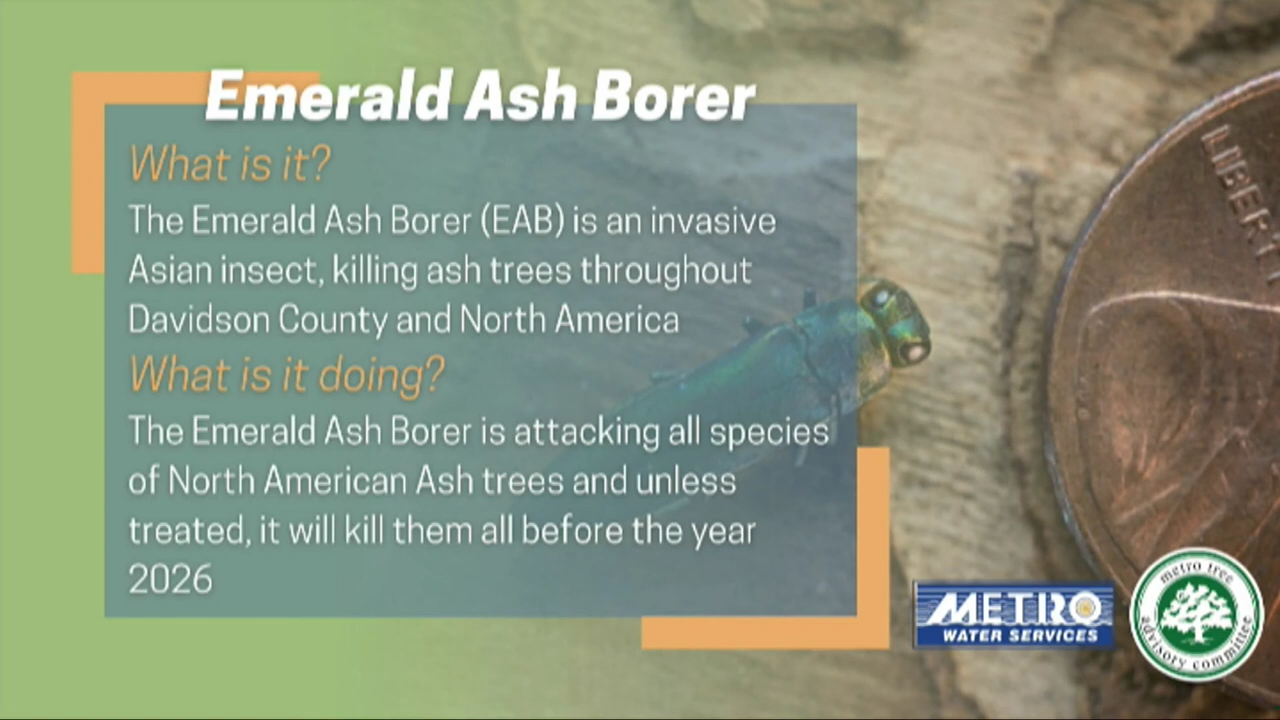 Emerald Ash Borer
What is it?
The Emerald Ash Borer (EAB) is an invasive
Asian insect, killing ash trees throughout
Davidson County and North America
What is it doing?
The Emerald Ash Borer is attacking all species
of North American Ash trees and unless
treated, it will kill them all before the year
2026
LIBERTY
METRO
WATER SERVICES
metro tree
advisory committee